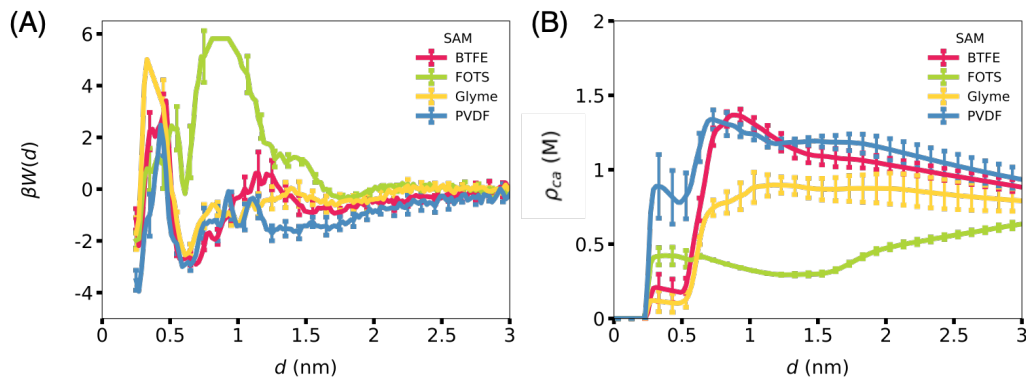 (A)
6
4
2
0
-2
-4
βW(d)
0
0.5
1
1.5
2
2.5
3
d (nm)
SAM
BTFE
FOTS
Glyme
PVDF
(B)
2
1.5
1
0.5
0
ρca (M)
0
0.5
1
1.5
2
2.5
3
d (nm)
SAM
BTFE
FOTS
Glyme
PVDF